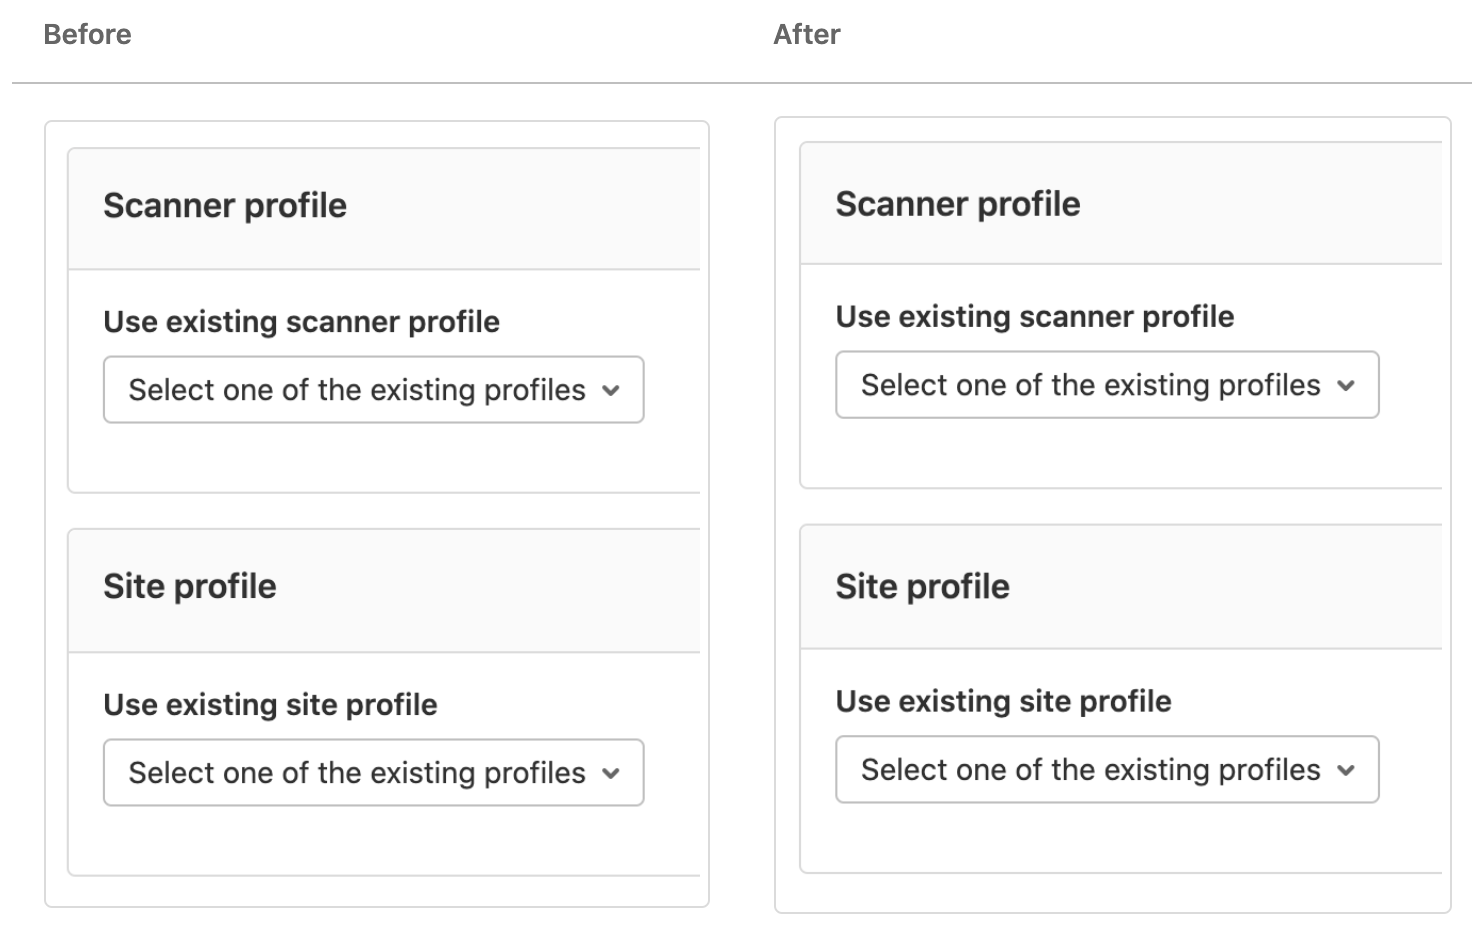 Before
After
Scanner profile
Use existing scanner profile
Select one of the existing profiles
Site profile
Use existing site profile
Select one of the existing profiles
Scanner profile
Use existing scanner profile
Select one of the existing profiles
Site profile
Use existing site profile
Select one of the existing profiles